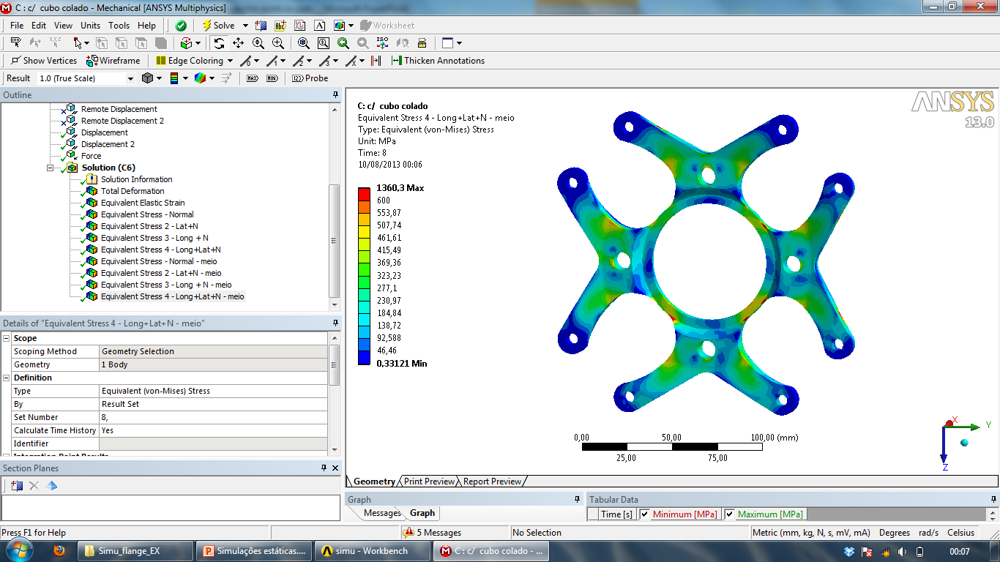 C : c/ cubo colado - Mechanical [ANSYS Multiphysics]
File Edit View Units Tools Help Solve Worksheet
Show Vertices Wireframe Edge Coloring Thicken Annotations
Result 1.0 (True Scale) MAX MIN Probe
Outline
Remote Displacement
Remote Displacement 2
Displacement
Displacement 2
Force
Solution (C6)
Solution Information
Total Deformation
Equivalent Elastic Strain
Equivalent Stress - Normal
Equivalent Stress 2 - Lat+N
Equivalent Stress 3 - Long + N
Equivalent Stress 4 - Long+Lat+N
Equivalent Stress - Normal - meio
Equivalent Stress 2 - Lat+N - meio
Equivalent Stress 3 - Long + N - meio
Equivalent Stress 4 - Long+Lat+N - meio
Details of "Equivalent Stress 4 - Long+Lat+N - meio"
Scope
Scoping Method Geometry Selection
Geometry 1 Body
Definition
Type Equivalent (von-Mises) Stress
By Result Set
Set Number 8,
Calculate Time History Yes
Identifier
Integration Point Results
Section Planes
C: c/ cubo colado
Equivalent Stress 4 - Long+Lat+N - meio
Type: Equivalent (von-Mises) Stress
Unit: MPa
Time: 8
10/08/2013 00:06
1360,3 Max
600
553,87
507,74
461,61
415,49
369,36
323,23
277,1
230,97
184,84
138,72
92,588
46,46
0,33121 Min
ANSYS
13.0
0,00 50,00 100,00 (mm)
25,00 75,00
X
Y
Z
Geometry Print Preview Report Preview
Graph
Messages Graph
Tabular Data
Time [s] Minimum [MPa] Maximum [MPa]
Press F1 for Help 5 Messages No Selection Metric (mm, kg, N, s, mV, mA) Degrees rad/s Celsius
Simu_flange_EX Simulações estáticas.... simu - Workbench C : c/ cubo colado - ... 00:07